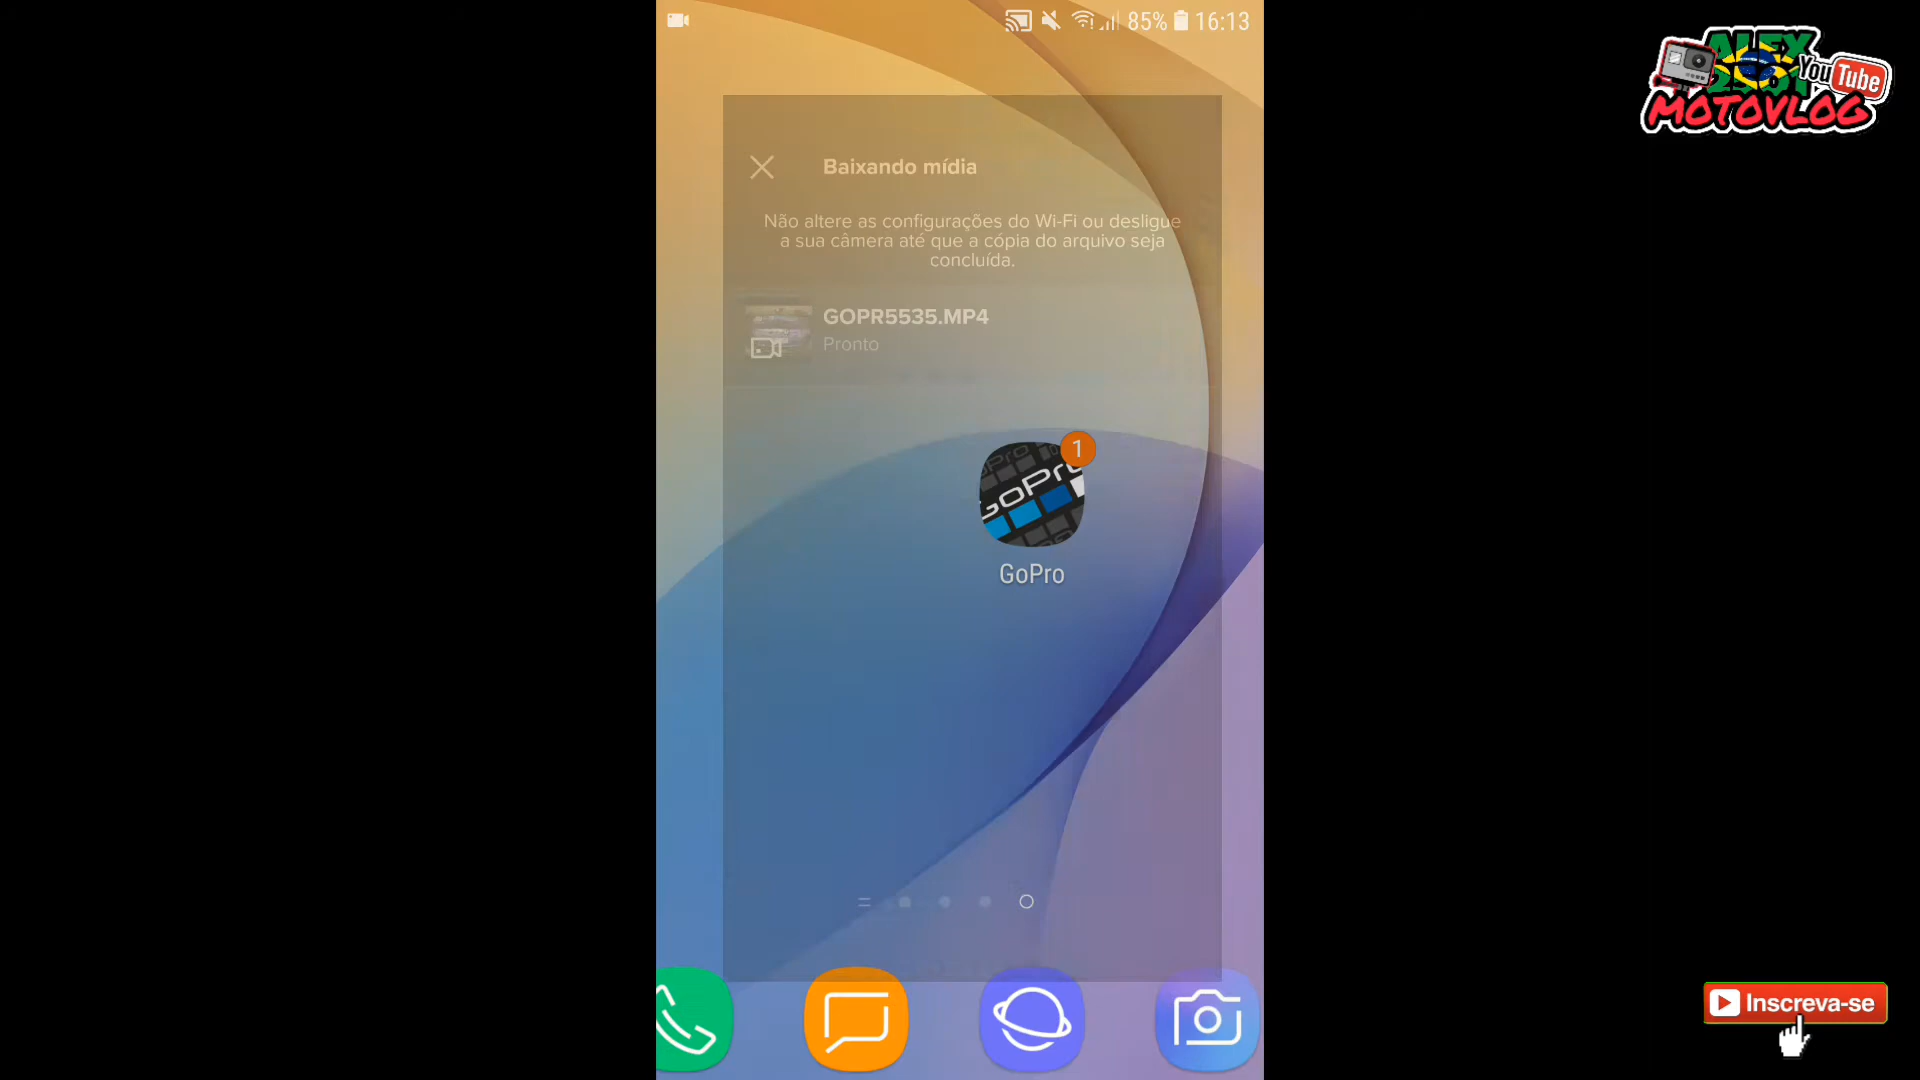 85% 16:13
ALEX
YouTube
MOTOVLOG
Baixando mídia
Não altere as configurações do Wi-Fi ou desligue
a sua câmera até que a cópia do arquivo seja
concluída.
GOPR5535.MP4
Pronto
1
GoPro
GoPro
Inscreva-se